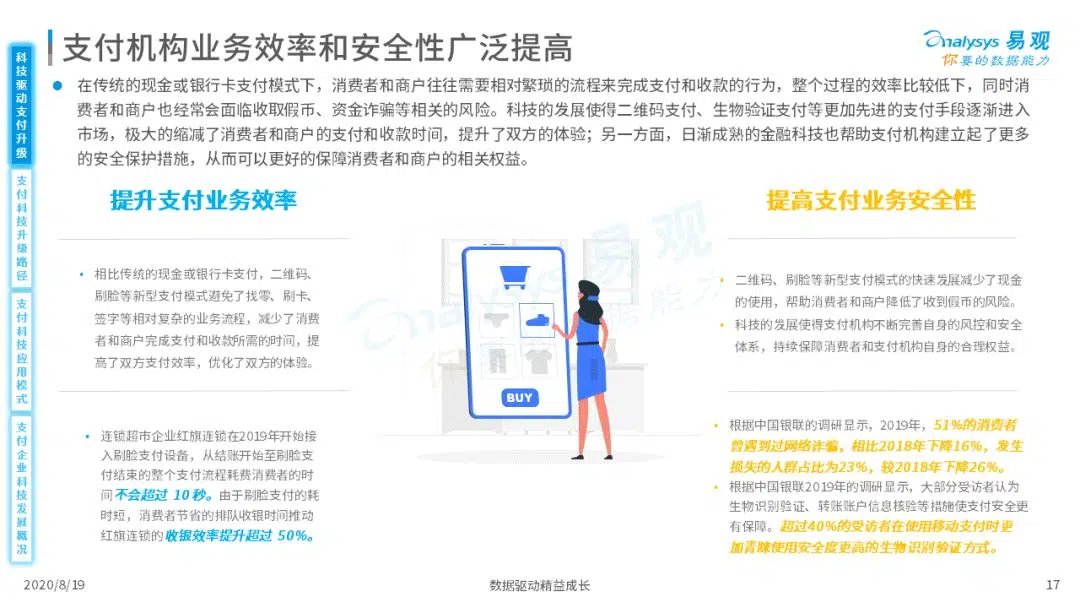 支付机构业务效率和安全性广泛提高
analysys 易观
你要的数据能力
科技驱动支付升级
支付科技升级路径
支付科技应用模式
支付企业科技发展概况
在传统的现金或银行卡支付模式下，消费者和商户往往需要相对繁琐的流程来完成支付和收款的行为，整个过程的效率比较低下，同时消
费者和商户也经常会面临收取假币、资金诈骗等相关的风险。科技的发展使得二维码支付、生物验证支付等更加先进的支付手段逐渐进入
市场，极大的缩减了消费者和商户的支付和收款时间，提升了双方的体验；另一方面，日渐成熟的金融科技也帮助支付机构建立起了更多
的安全保护措施，从而可以更好的保障消费者和商户的相关权益。
提升支付业务效率
相比传统的现金或银行卡支付，二维码、
刷脸等新型支付模式避免了找零、刷卡、
签字等相对复杂的业务流程，减少了消费
者和商户完成支付和收款所需的时间，提
高了双方支付效率，优化了双方的体验。
连锁超市企业红旗连锁在2019年开始接
入刷脸支付设备，从结账开始至刷脸支
付结束的整个支付流程耗费消费者的时
间不会超过 10 秒。由于刷脸支付的耗
时短，消费者节省的排队收银时间推动
红旗连锁的收银效率提升超过 50%。
BUY
提高支付业务安全性
二维码、刷脸等新型支付模式的快速发展减少了现金
的使用，帮助消费者和商户降低了收到假币的风险。
科技的发展使得支付机构不断完善自身的风控和安全
体系，持续保障消费者和支付机构自身的合理权益。
根据中国银联的调研显示，2019年，51%的消费者
曾遇到过网络诈骗，相比2018年下降16%，发生
损失的人群占比为23%，较2018年下降26%。
根据中国银联2019年的调研显示，大部分受访者认为
生物识别验证、转账账户信息核验等措施使支付安全更
有保障。超过40%的受访者在使用移动支付时更
加青睐使用安全度更高的生物识别验证方式。
2020/8/19
数据驱动精益成长
17